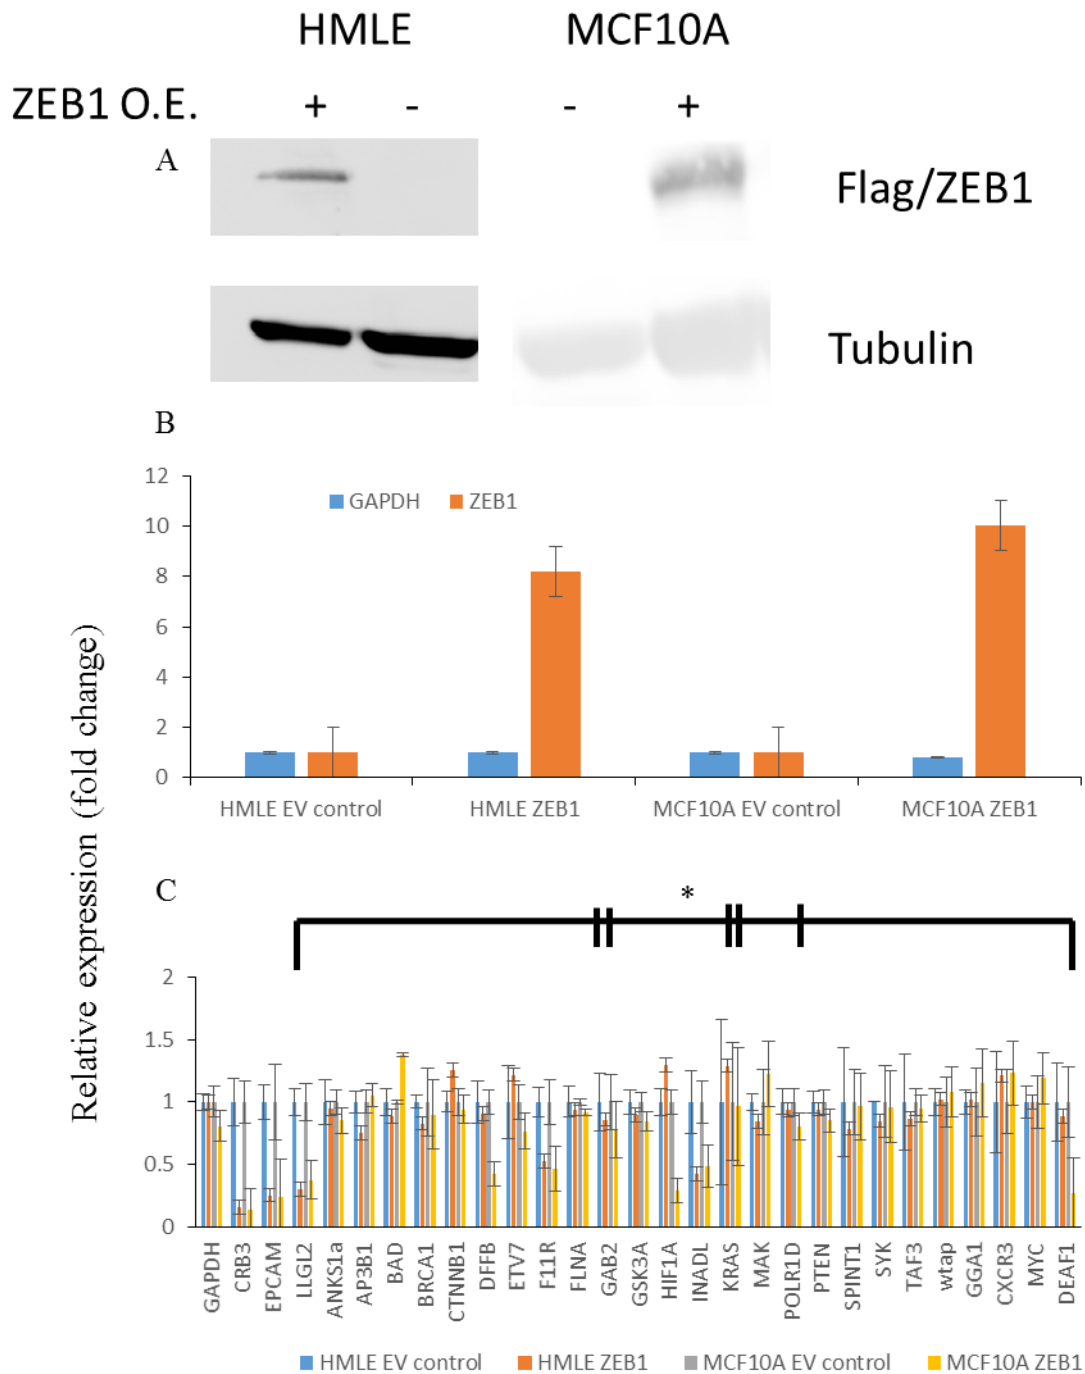 HMLE MCF10A
ZEB1 O.E. + - - +
A
Flag/ZEB1
Tubulin
B
12
10
8
6
4
2
0
GAPDH ZEB1
HMLE EV control HMLE ZEB1 MCF10A EV control MCF10A ZEB1
Relative expression (fold change)
C
*
2
1.5
1
0.5
0
GAPDH
CRB3
EPCAM
LLGL2
ANKS1a
AP3B1
BAD
BRCA1
CTNNB1
DFFB
ETV7
F11R
FLNA
GAB2
GSK3A
HIF1A
INADL
KRAS
MAK
POLR1D
PTEN
SPINT1
SYK
TAF3
wtap
GGA1
CXCR3
MYC
DEAF1
HMLE EV control HMLE ZEB1 MCF10A EV control MCF10A ZEB1